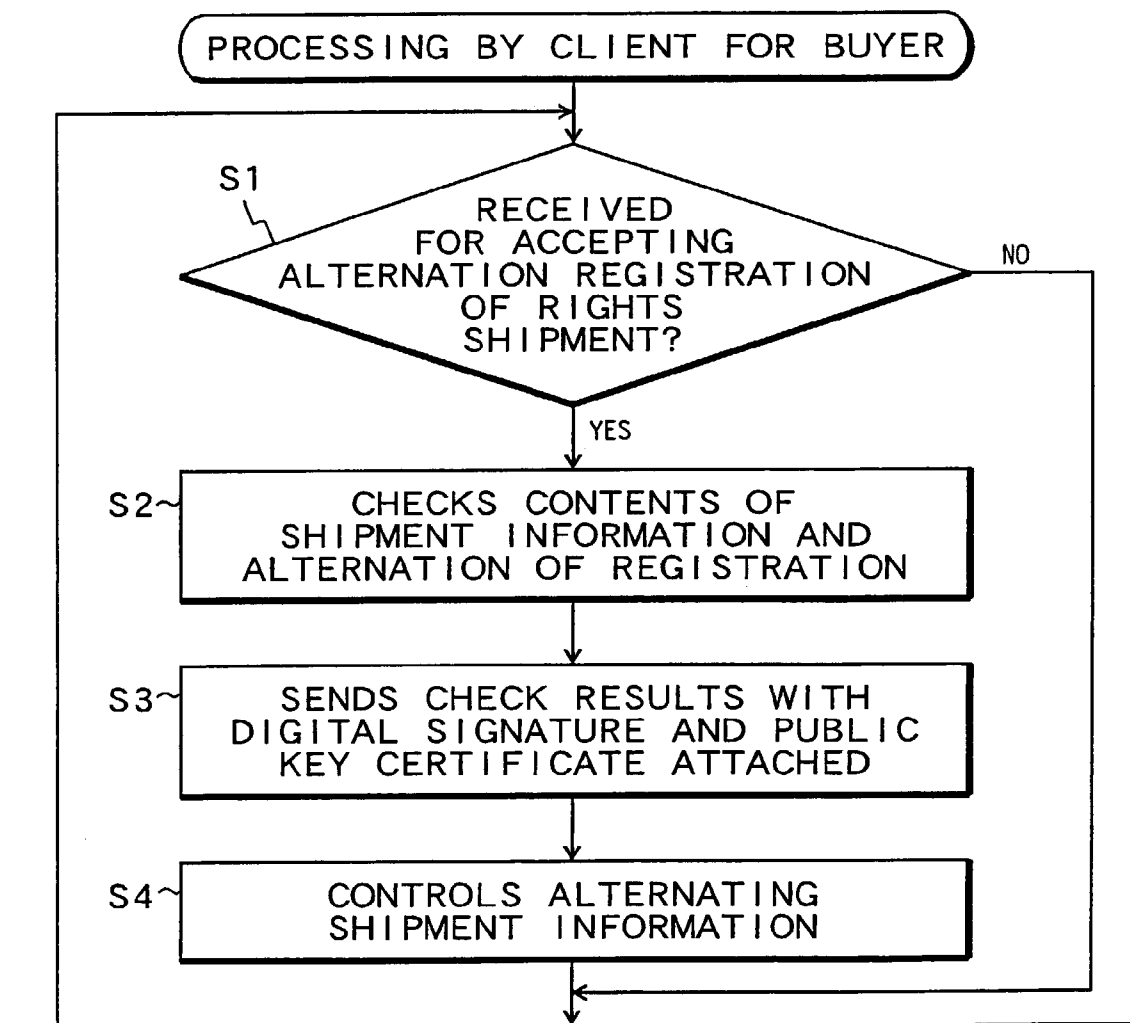 PROCESSING BY CLIENT FOR BUYER
S1
RECEIVED
FOR ACCEPTING
ALTERNATION REGISTRATION
OF RIGHTS
SHIPMENT?
NO
YES
S2
CHECKS CONTENTS OF
SHIPMENT INFORMATION AND
ALTERNATION OF REGISTRATION
S3
SENDS CHECK RESULTS WITH
DIGITAL SIGNATURE AND PUBLIC
KEY CERTIFICATE ATTACHED
S4
CONTROLS ALTERNATING
SHIPMENT INFORMATION